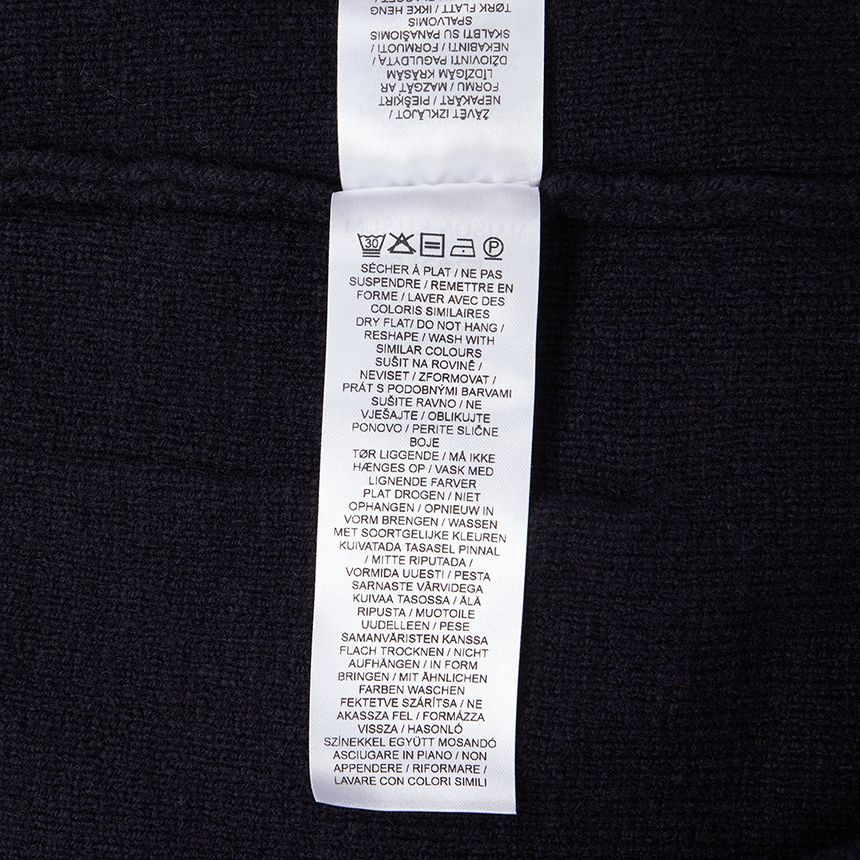 TØRK FLATT / IKKE HENG
SPALVOMIS
SKALBTI SU PANAŠIOMIS
NEKABINTI / FORMUOTI /
DŽIOVINTI PAGULDYTA /
LĪDZĪGĀM KRĀSĀM
FORMU / MAZGĀT AR
NEPAKĀRT / PIEŠĶIRT
ŽĀVĒT IZKLĀJOT /
30 P
SÉCHER À PLAT / NE PAS
SUSPENDRE / REMETTRE EN
FORME / LAVER AVEC DES
COLORIS SIMILAIRES
DRY FLAT/ DO NOT HANG /
RESHAPE / WASH WITH
SIMILAR COLOURS
SUŠIT NA ROVINĚ /
NEVISET / ZFORMOVAT /
PRÁT S PODOBNÝMI BARVAMI
SUŠITE RAVNO / NE
VJEŠAJTE / OBLIKUJTE
PONOVO / PERITE SLIČNE
BOJE
TØR LIGGENDE / MÅ IKKE
HÆNGES OP / VASK MED
LIGNENDE FARVER
PLAT DROGEN / NIET
OPHANGEN / OPNIEUW IN
VORM BRENGEN / WASSEN
MET SOORTGELIJKE KLEUREN
KUIVATADA TASASEL PINNAL
/ MITTE RIPUTADA /
VORMIDA UUESTI / PESTA
SARNASTE VÄRVIDEGA
KUIVAA TASOSSA / ÄLÄ
RIPUSTA / MUOTOILE
UUDELLEEN / PESE
SAMANVÄRISTEN KANSSA
FLACH TROCKNEN / NICHT
AUFHÄNGEN / IN FORM
BRINGEN / MIT ÄHNLICHEN
FARBEN WASCHEN
FEKTETVE SZÁRÍTSA / NE
AKASSZA FEL / FORMÁZZA
VISSZA / HASONLÓ
SZÍNEKKEL EGYÜTT MOSANDÓ
ASCIUGARE IN PIANO / NON
APPENDERE / RIFORMARE /
LAVARE CON COLORI SIMILI